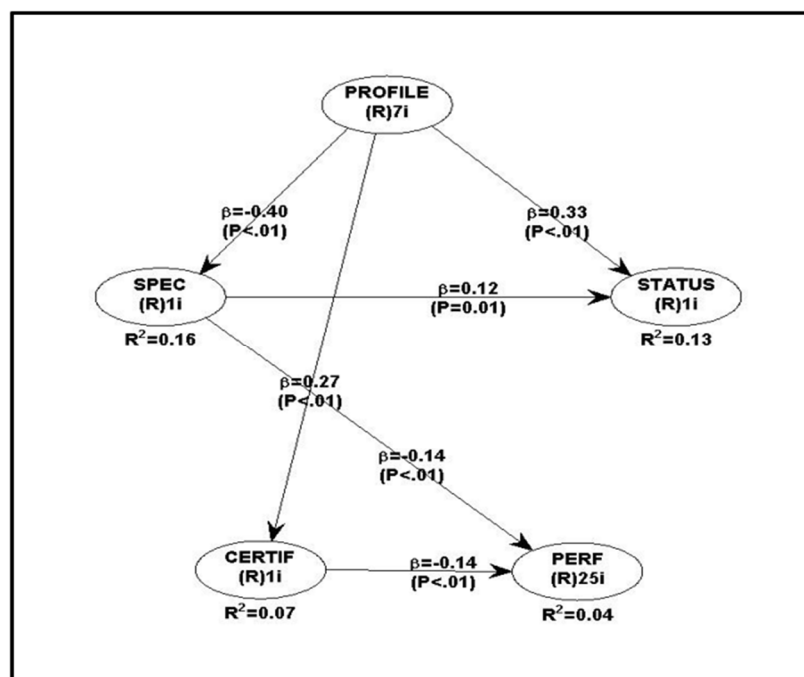 PROFILE
(R)7i
β=-0.40
(P<.01)
β=0.33
(P<.01)
SPEC
(R)1i
β=0.12
(P=0.01)
STATUS
(R)1i
R²=0.16
R²=0.13
β=0.27
(P<.01)
β=-0.14
(P<.01)
CERTIF
(R)1i
β=-0.14
(P<.01)
PERF
(R)25i
R²=0.07
R²=0.04